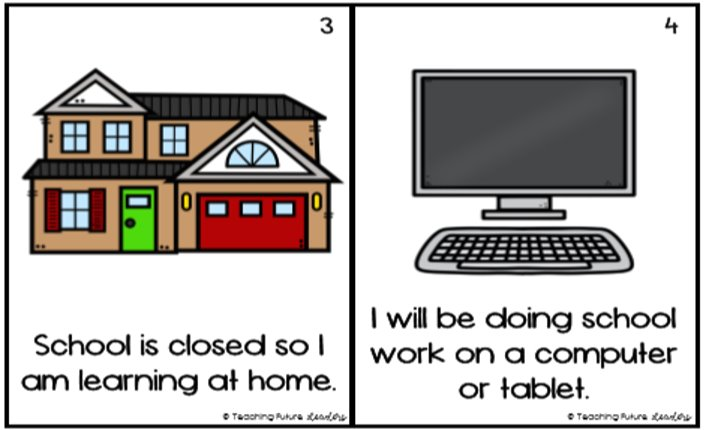 3
School is closed so I
am learning at home.
© Teaching Future Leaders
4
I will be doing school
work on a computer
or tablet.
© Teaching Future Leaders